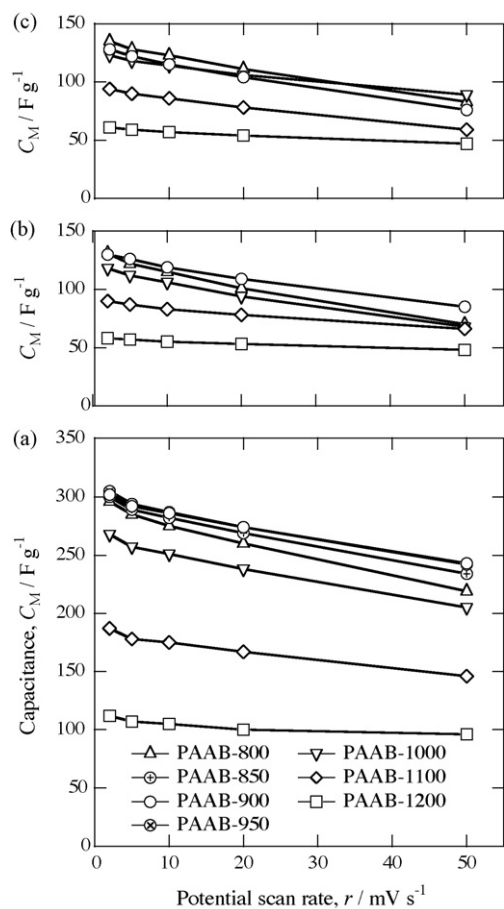 (c)
150
100
50
0
C_M / F g⁻¹
(b)
150
100
50
0
C_M / F g⁻¹
(a)
350
300
250
200
150
100
50
0
Capacitance, C_M / F g⁻¹
PAAB-800 PAAB-1000
PAAB-850 PAAB-1100
PAAB-900 PAAB-1200
PAAB-950
0 10 20 30 40 50
Potential scan rate, r / mV s⁻¹